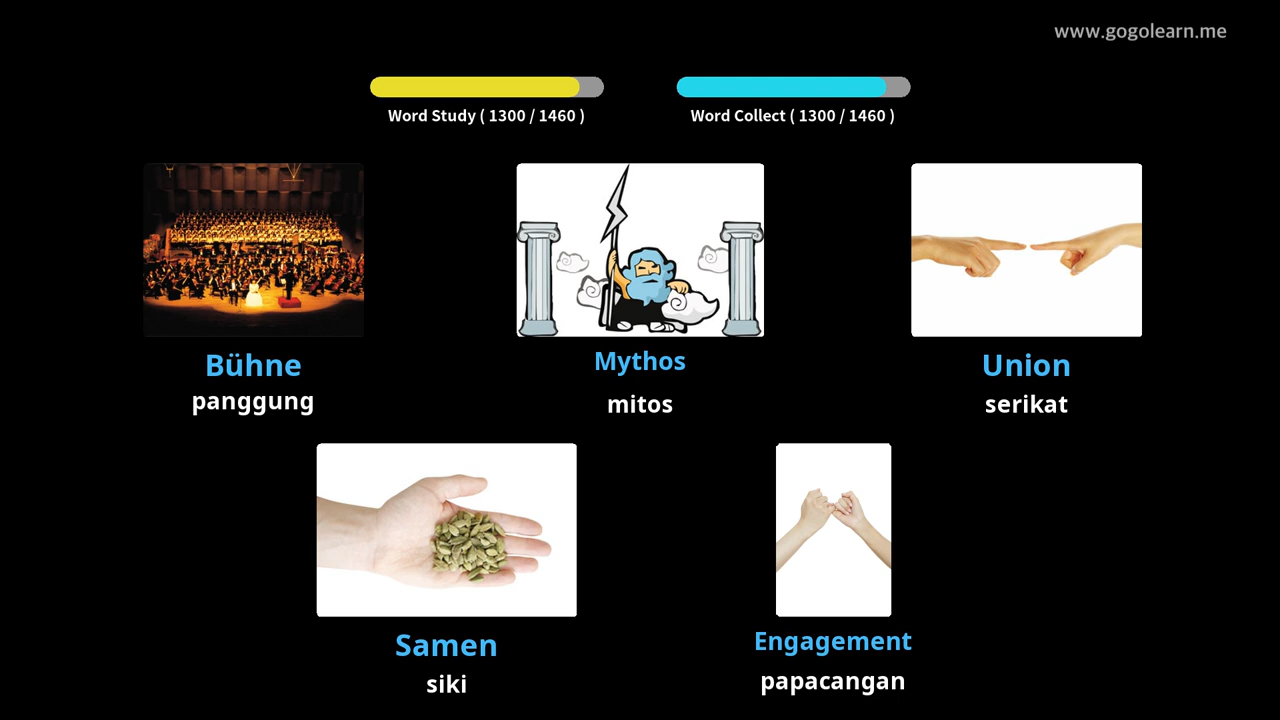 www.gogolearn.me
Word Study ( 1300 / 1460 )
Word Collect ( 1300 / 1460 )
Bühne
panggung
Mythos
mitos
Union
serikat
Samen
siki
Engagement
papacangan